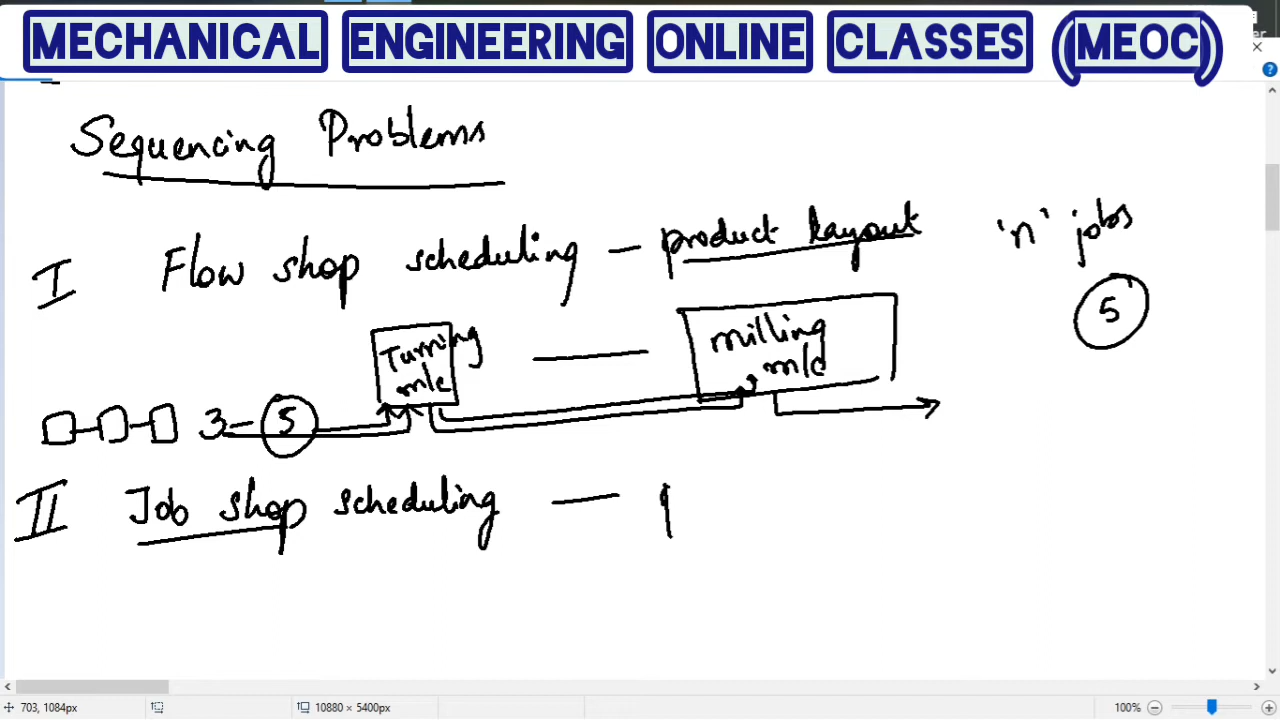 MECHANICAL ENGINEERING ONLINE CLASSES (MEOC)
Sequencing Problems
I Flow shop scheduling — product layout 'n' jobs
5
Turning m/c — milling m/c
3 — 5
II Job shop scheduling — p
703, 1084px 10880 × 5400px 100%